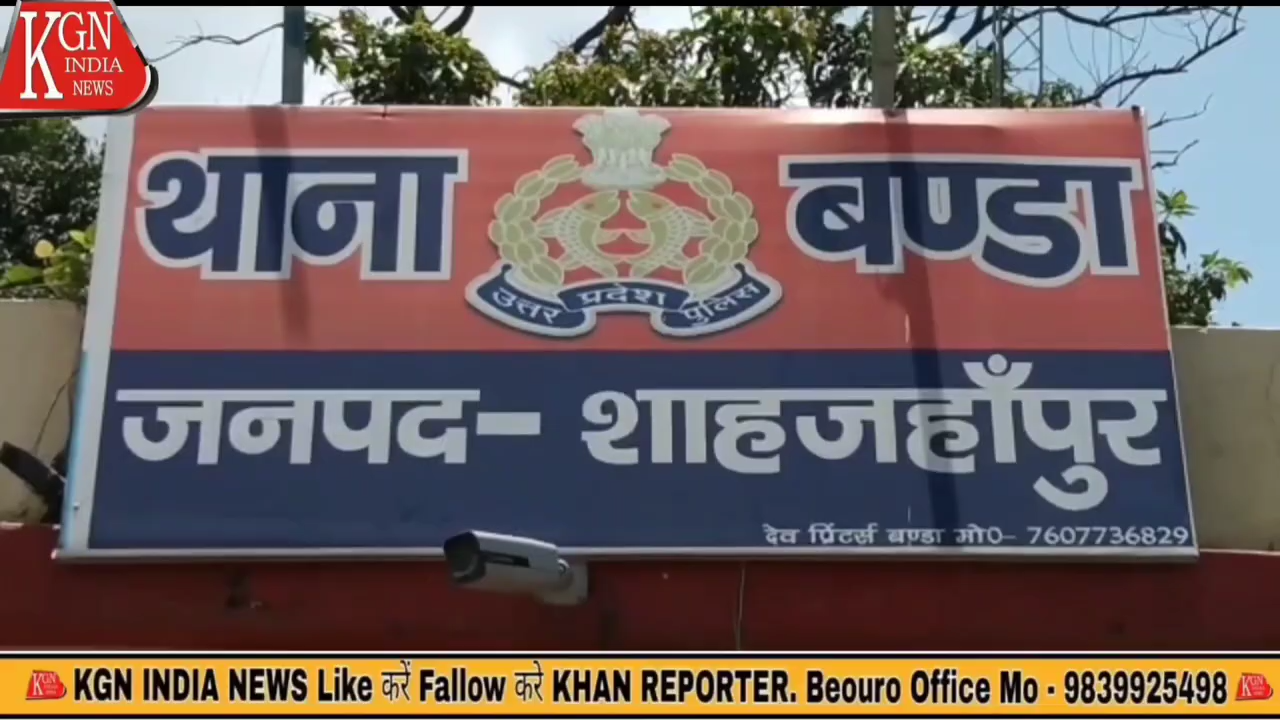 KGN
INDIA
NEWS
थाना बण्डा
उत्तर प्रदेश पुलिस
जनपद- शाहजहाँपुर
देव प्रिंटर्स बण्डा मो0- 7607736829
KGN INDIA NEWS Like करें Fallow करे KHAN REPORTER. Beouro Office Mo - 9839925498